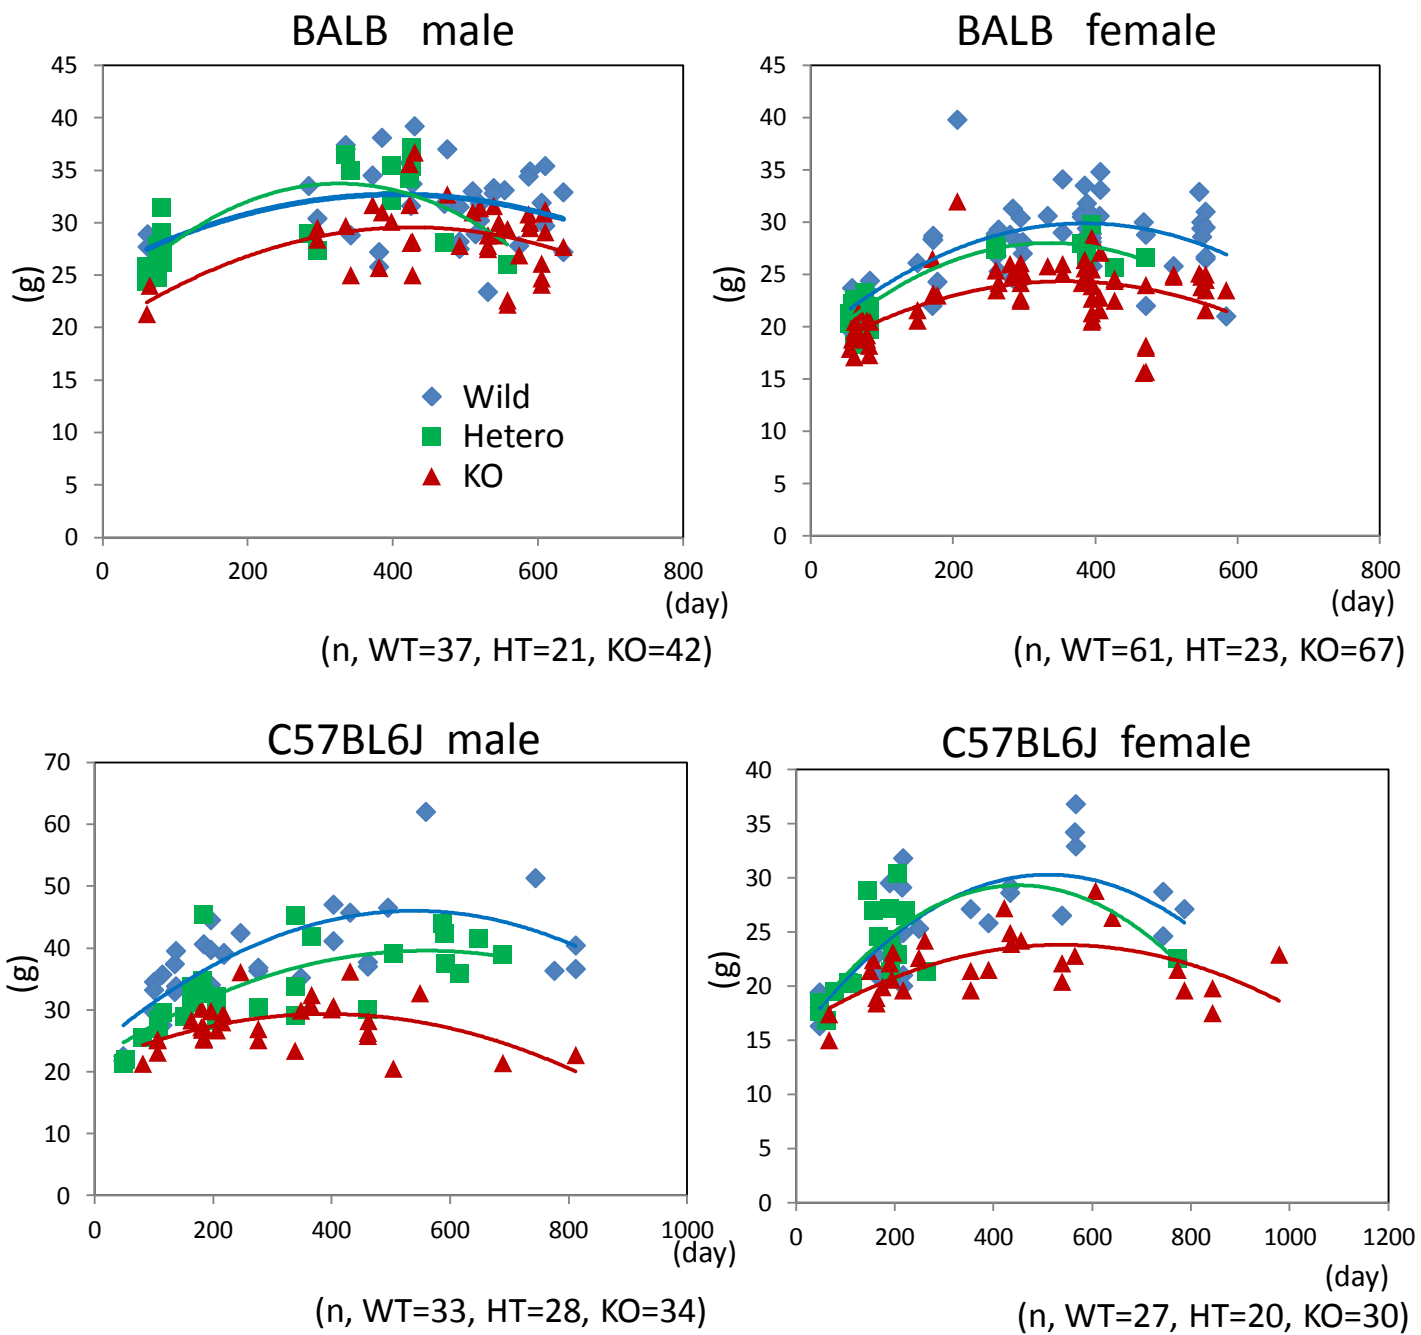 BALB male
BALB female
45
40
35
30
25
20
15
10
5
0
(g)
Wild
Hetero
KO
0 200 400 600 800
(day)
(n, WT=37, HT=21, KO=42)
45
40
35
30
25
20
15
10
5
0
(g)
0 200 400 600 800
(day)
(n, WT=61, HT=23, KO=67)
C57BL6J male
C57BL6J female
70
60
50
40
30
20
10
0
(g)
0 200 400 600 800 1000
(day)
(n, WT=33, HT=28, KO=34)
40
35
30
25
20
15
10
5
0
(g)
0 200 400 600 800 1000 1200
(day)
(n, WT=27, HT=20, KO=30)